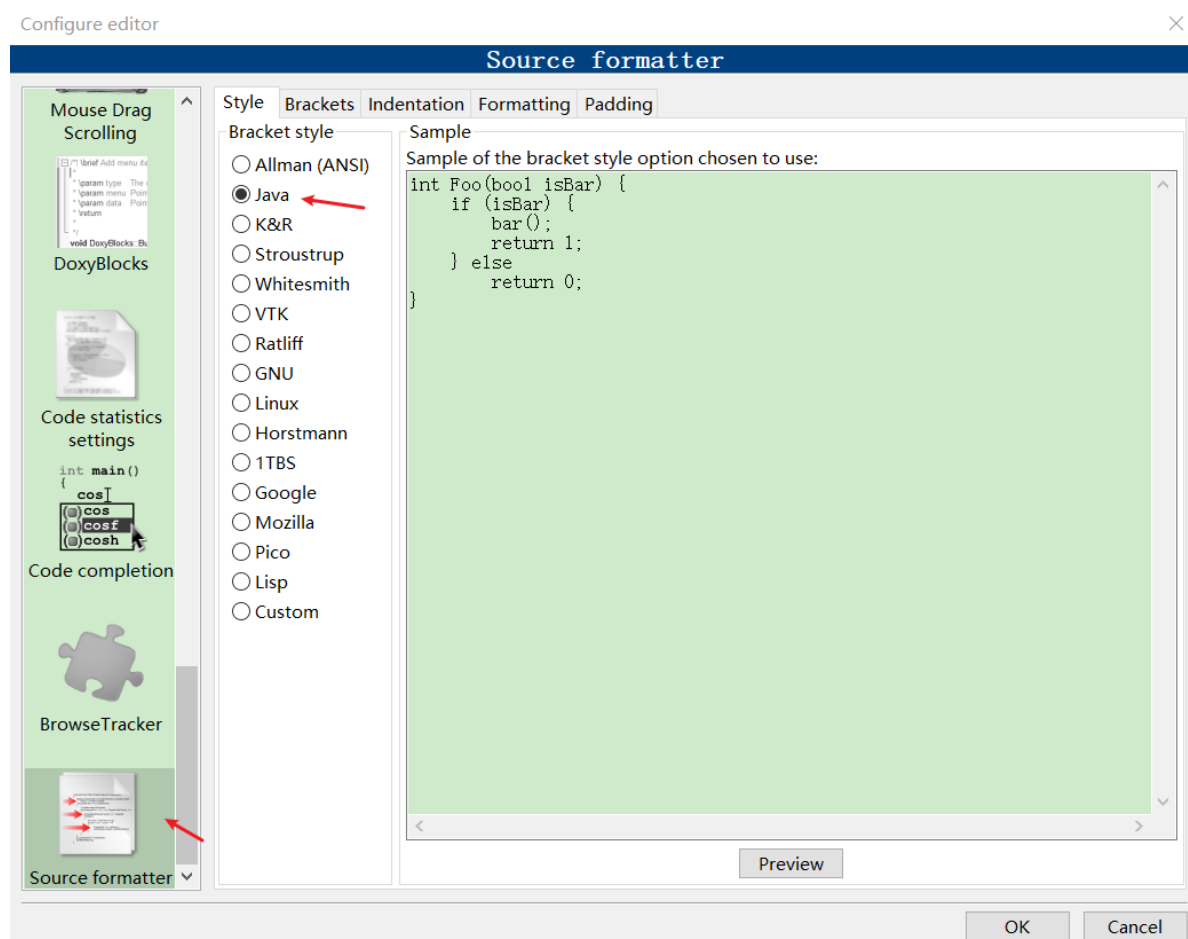 Configure editor
Source formatter
Mouse Drag
Scrolling
DoxyBlocks
Code statistics
settings
int main()
{
cos
(  )cos
(  )cosf
(  )cosh
Code completion
BrowseTracker
Source formatter
Style Brackets Indentation Formatting Padding
Bracket style
Allman (ANSI)
Java
K&R
Stroustrup
Whitesmith
VTK
Ratliff
GNU
Linux
Horstmann
1TBS
Google
Mozilla
Pico
Lisp
Custom
Sample
Sample of the bracket style option chosen to use:
int Foo(bool isBar) {
    if (isBar) {
        bar();
        return 1;
    } else
        return 0;
}
Preview
OK Cancel